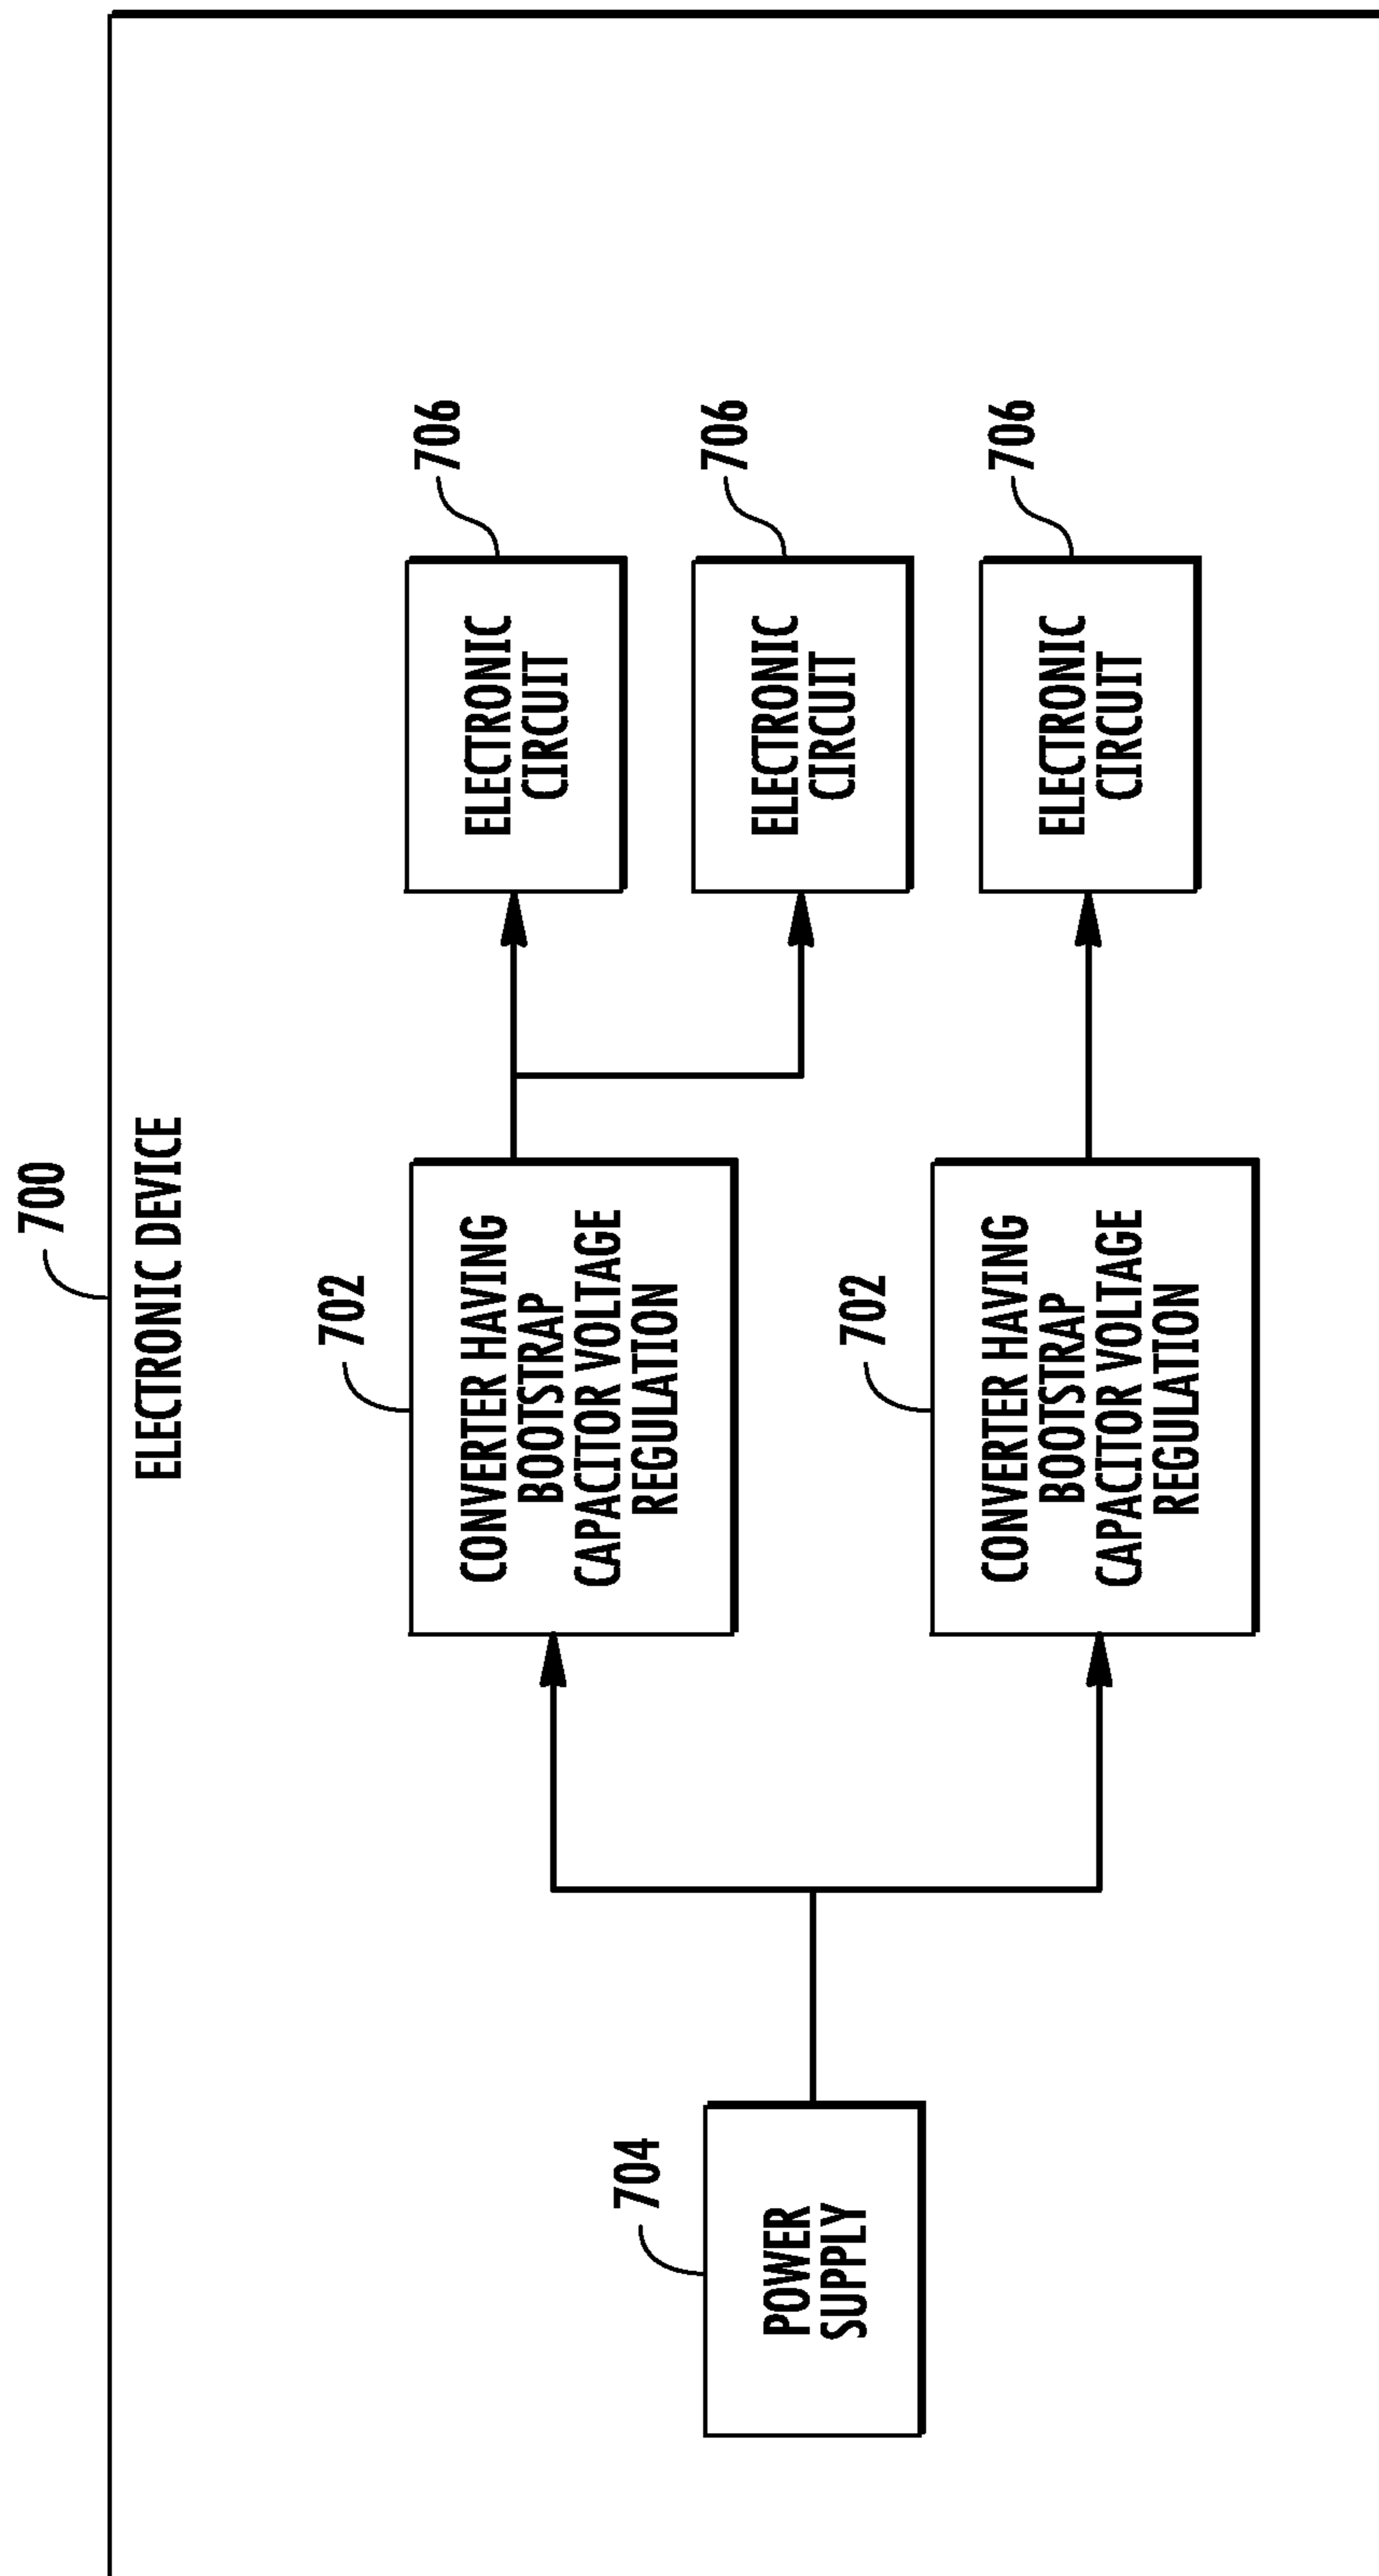 700
ELECTRONIC DEVICE
704
POWER
SUPPLY
702
CONVERTER HAVING
BOOTSTRAP
CAPACITOR VOLTAGE
REGULATION
702
CONVERTER HAVING
BOOTSTRAP
CAPACITOR VOLTAGE
REGULATION
706
ELECTRONIC
CIRCUIT
706
ELECTRONIC
CIRCUIT
706
ELECTRONIC
CIRCUIT